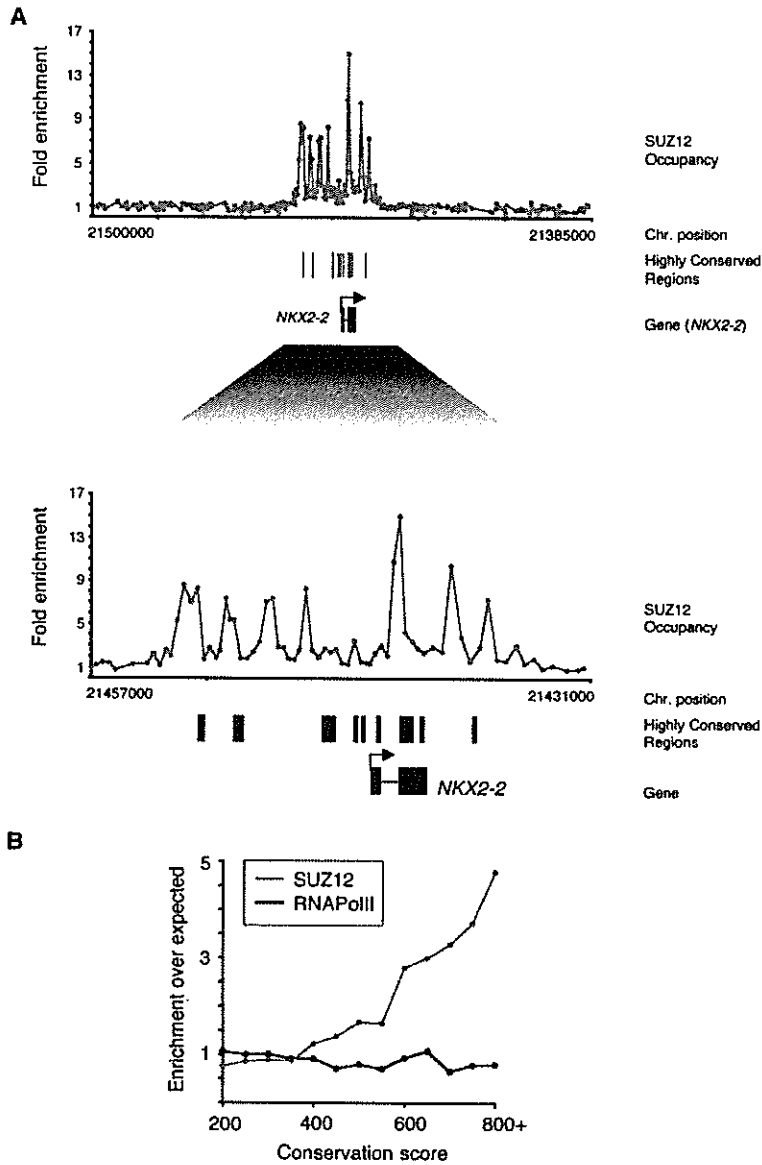 A
Fold enrichment
17
13
9
5
1
SUZ12
Occupancy
21500000
21385000
Chr. position
Highly Conserved
Regions
NKX2-2
Gene (NKX2-2)
Fold enrichment
17
13
9
5
1
SUZ12
Occupancy
21457000
21431000
Chr. position
Highly Conserved
Regions
NKX2-2
Gene
B
Enrichment over expected
5
3
1
SUZ12
RNAPolII
200
400
600
800+
Conservation score